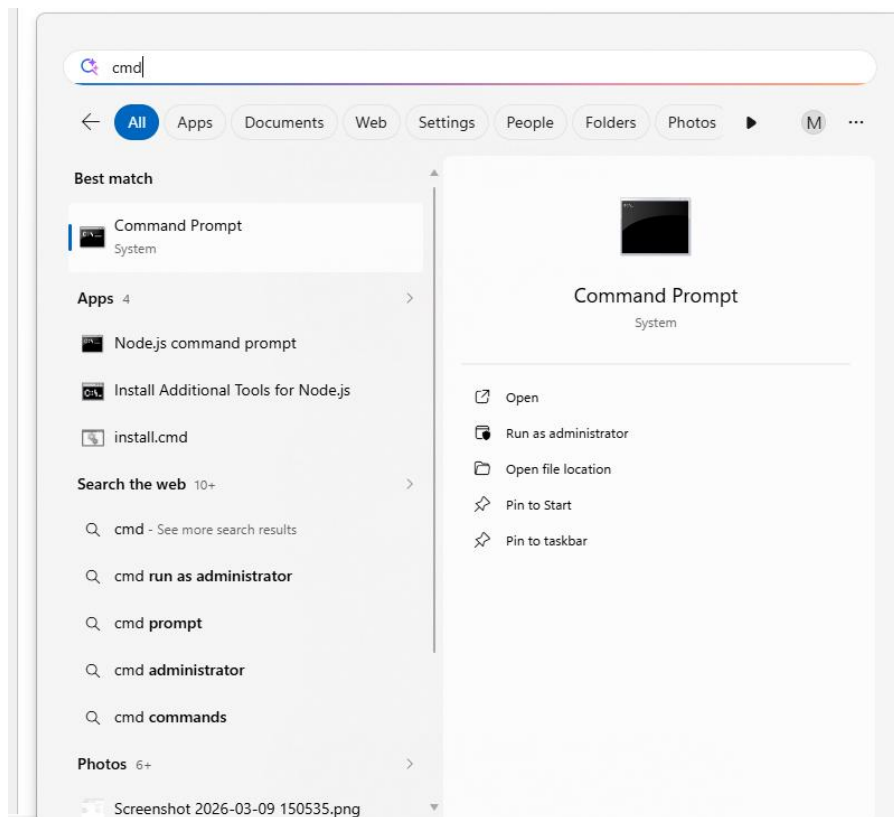 cmd
All Apps Documents Web Settings People Folders Photos M ...
Best match
Command Prompt
System
Apps 4
Node.js command prompt
Install Additional Tools for Node.js
install.cmd
Search the web 10+
cmd - See more search results
cmd run as administrator
cmd prompt
cmd administrator
cmd commands
Photos 6+
Screenshot 2026-03-09 150535.png
Command Prompt
System
Open
Run as administrator
Open file location
Pin to Start
Pin to taskbar